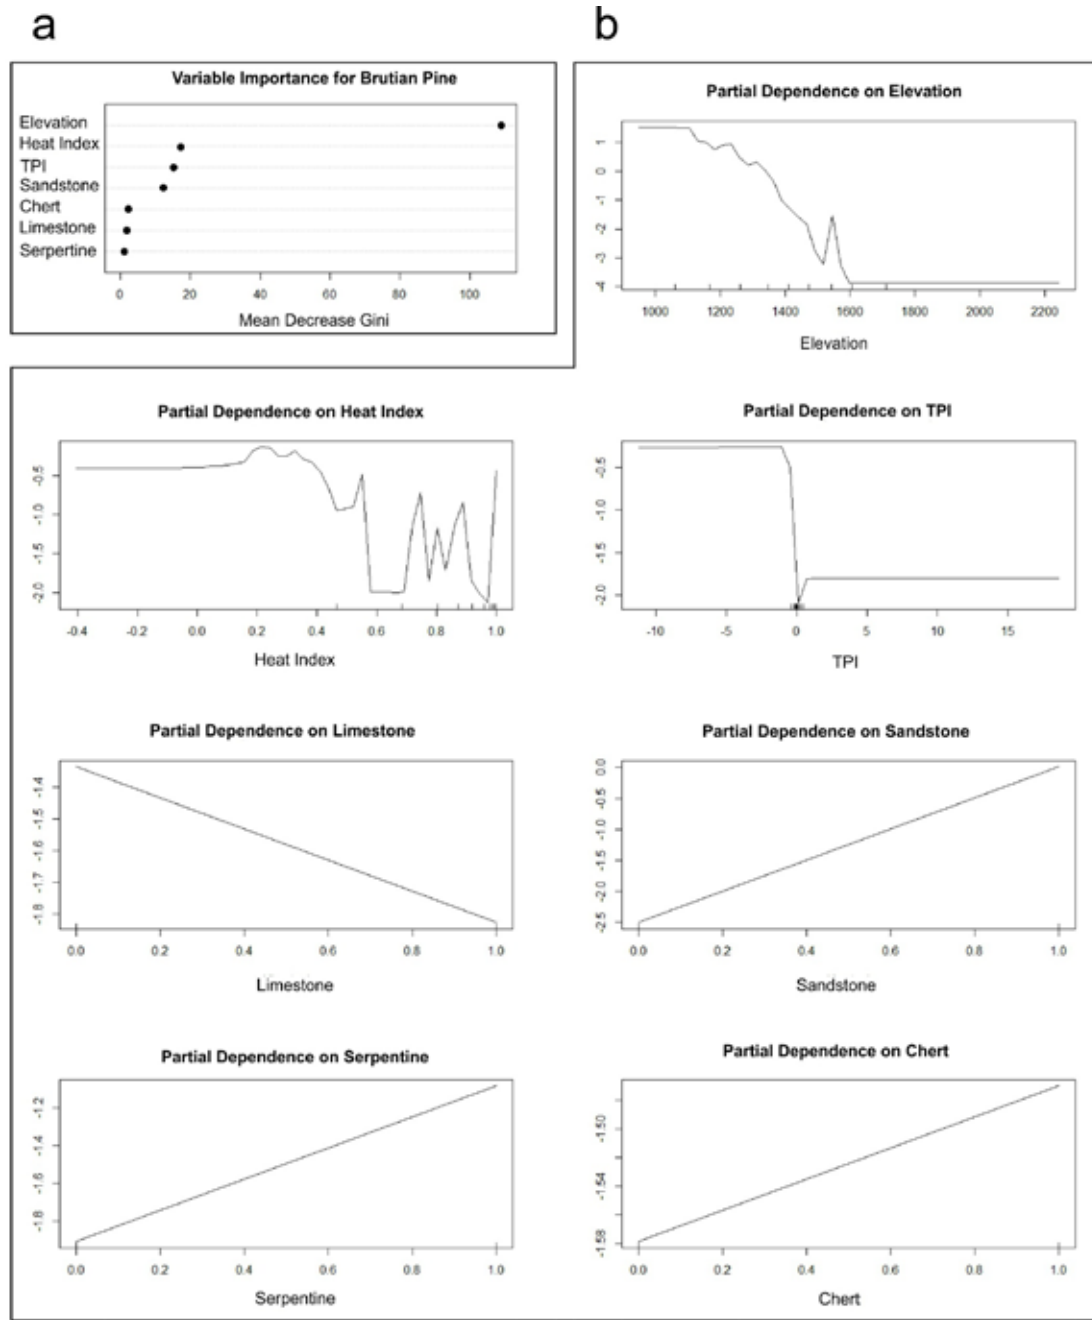 a
b
Variable Importance for Brutian Pine
Elevation
Heat Index
TPI
Sandstone
Chert
Limestone
Serpertine
0 20 40 60 80 100
Mean Decrease Gini
Partial Dependence on Elevation
1
0
-1
-2
-3
-4
1000 1200 1400 1600 1800 2000 2200
Elevation
Partial Dependence on Heat Index
-0.5
-1.0
-1.5
-2.0
-0.4 -0.2 0.0 0.2 0.4 0.6 0.8 1.0
Heat Index
Partial Dependence on TPI
-0.5
-1.0
-1.5
-2.0
-10 -5 0 5 10 15
TPI
Partial Dependence on Limestone
-1.4
-1.5
-1.6
-1.7
-1.8
0.0 0.2 0.4 0.6 0.8 1.0
Limestone
Partial Dependence on Sandstone
0.0
-0.5
-1.0
-1.5
-2.0
-2.5
0.0 0.2 0.4 0.6 0.8 1.0
Sandstone
Partial Dependence on Serpentine
-1.2
-1.4
-1.6
-1.8
0.0 0.2 0.4 0.6 0.8 1.0
Serpentine
Partial Dependence on Chert
-1.50
-1.54
-1.58
0.0 0.2 0.4 0.6 0.8 1.0
Chert